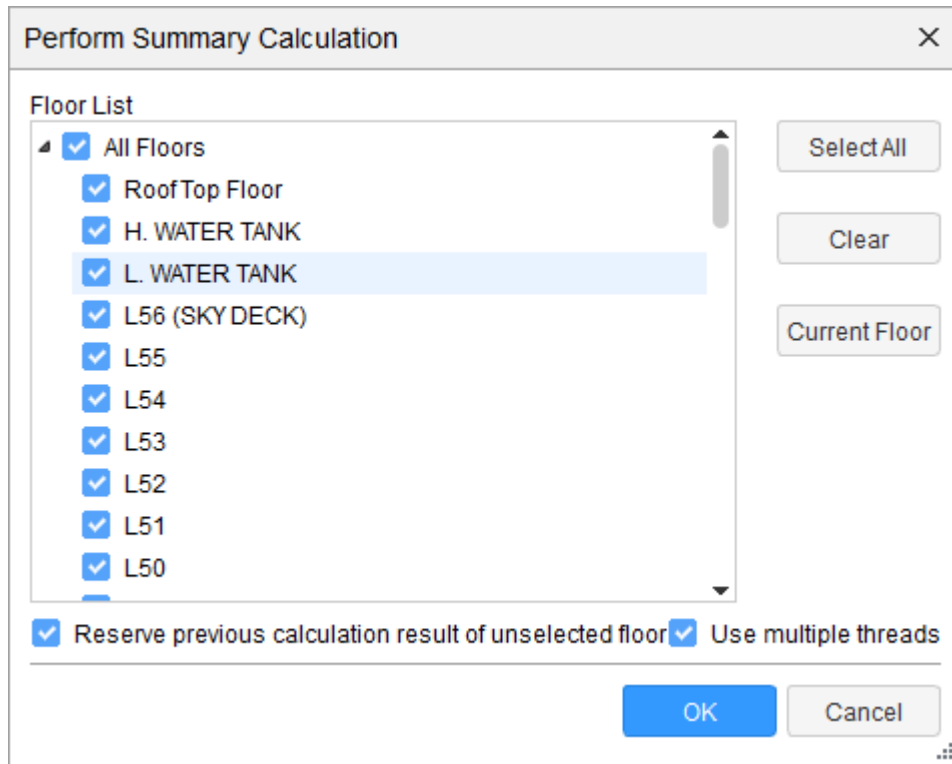 Perform Summary Calculation
Floor List
All Floors
Roof Top Floor
H. WATER TANK
L. WATER TANK
L56 (SKY DECK)
L55
L54
L53
L52
L51
L50
Select All
Clear
Current Floor
Reserve previous calculation result of unselected floor
Use multiple threads
OK
Cancel